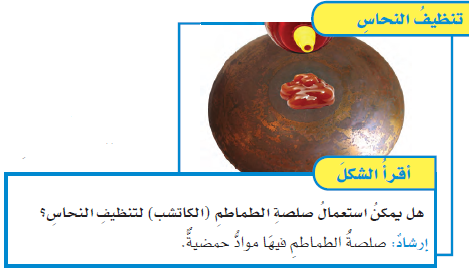 تنظيفُ النحاسِ
أقرأُ الشكلَ
هل يمكنُ استعمالُ صلصةِ الطماطمِ (الكاتشب) لتنظيفِ النحاسِ؟
إرشادٌ: صلصةُ الطماطمِ فيهَا موادُّ حمضيةٌ.